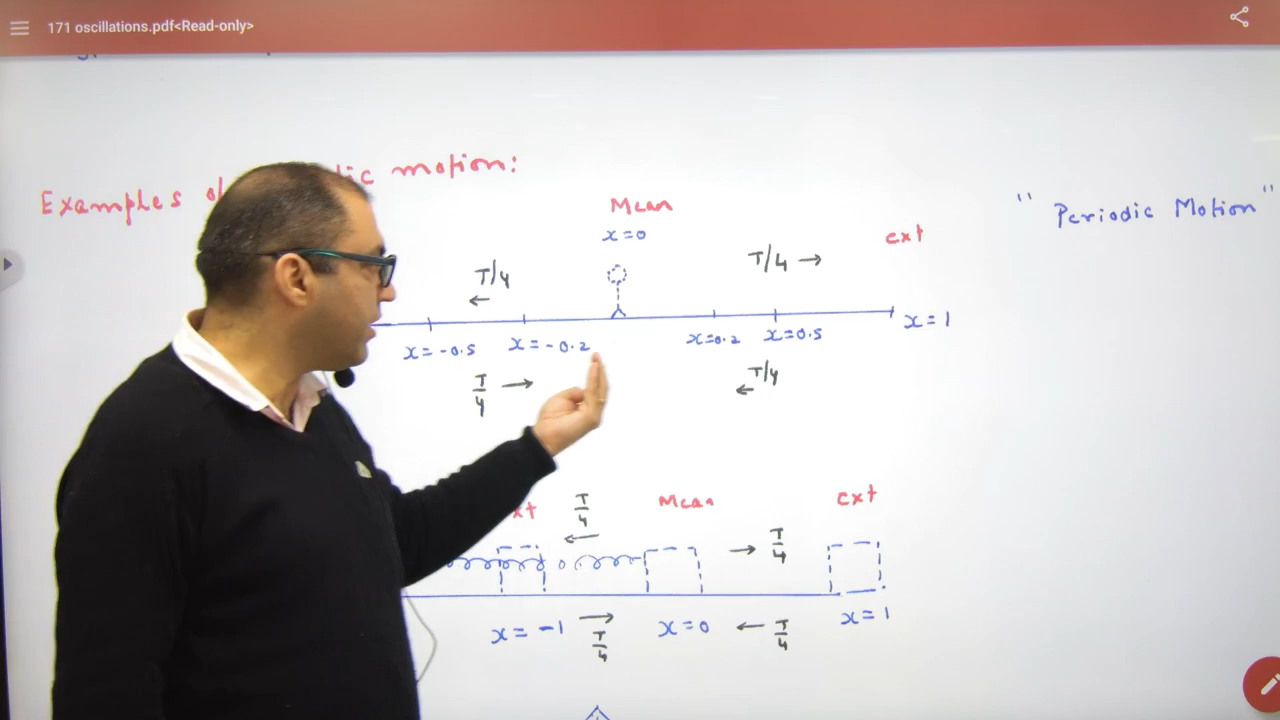 171 oscillations.pdf<Read-only>
Examples motion:
"Periodic Motion"
Mean
x=0
ext
T/4 →
T/4
←
x=1
x=-0.5 x=-0.2 x=0.2 x=0.5
T/4 →
← T/4
T/4
←
Mean
ext
→ T/4
x=-1 → T/4 x=0 ← T/4 x=1